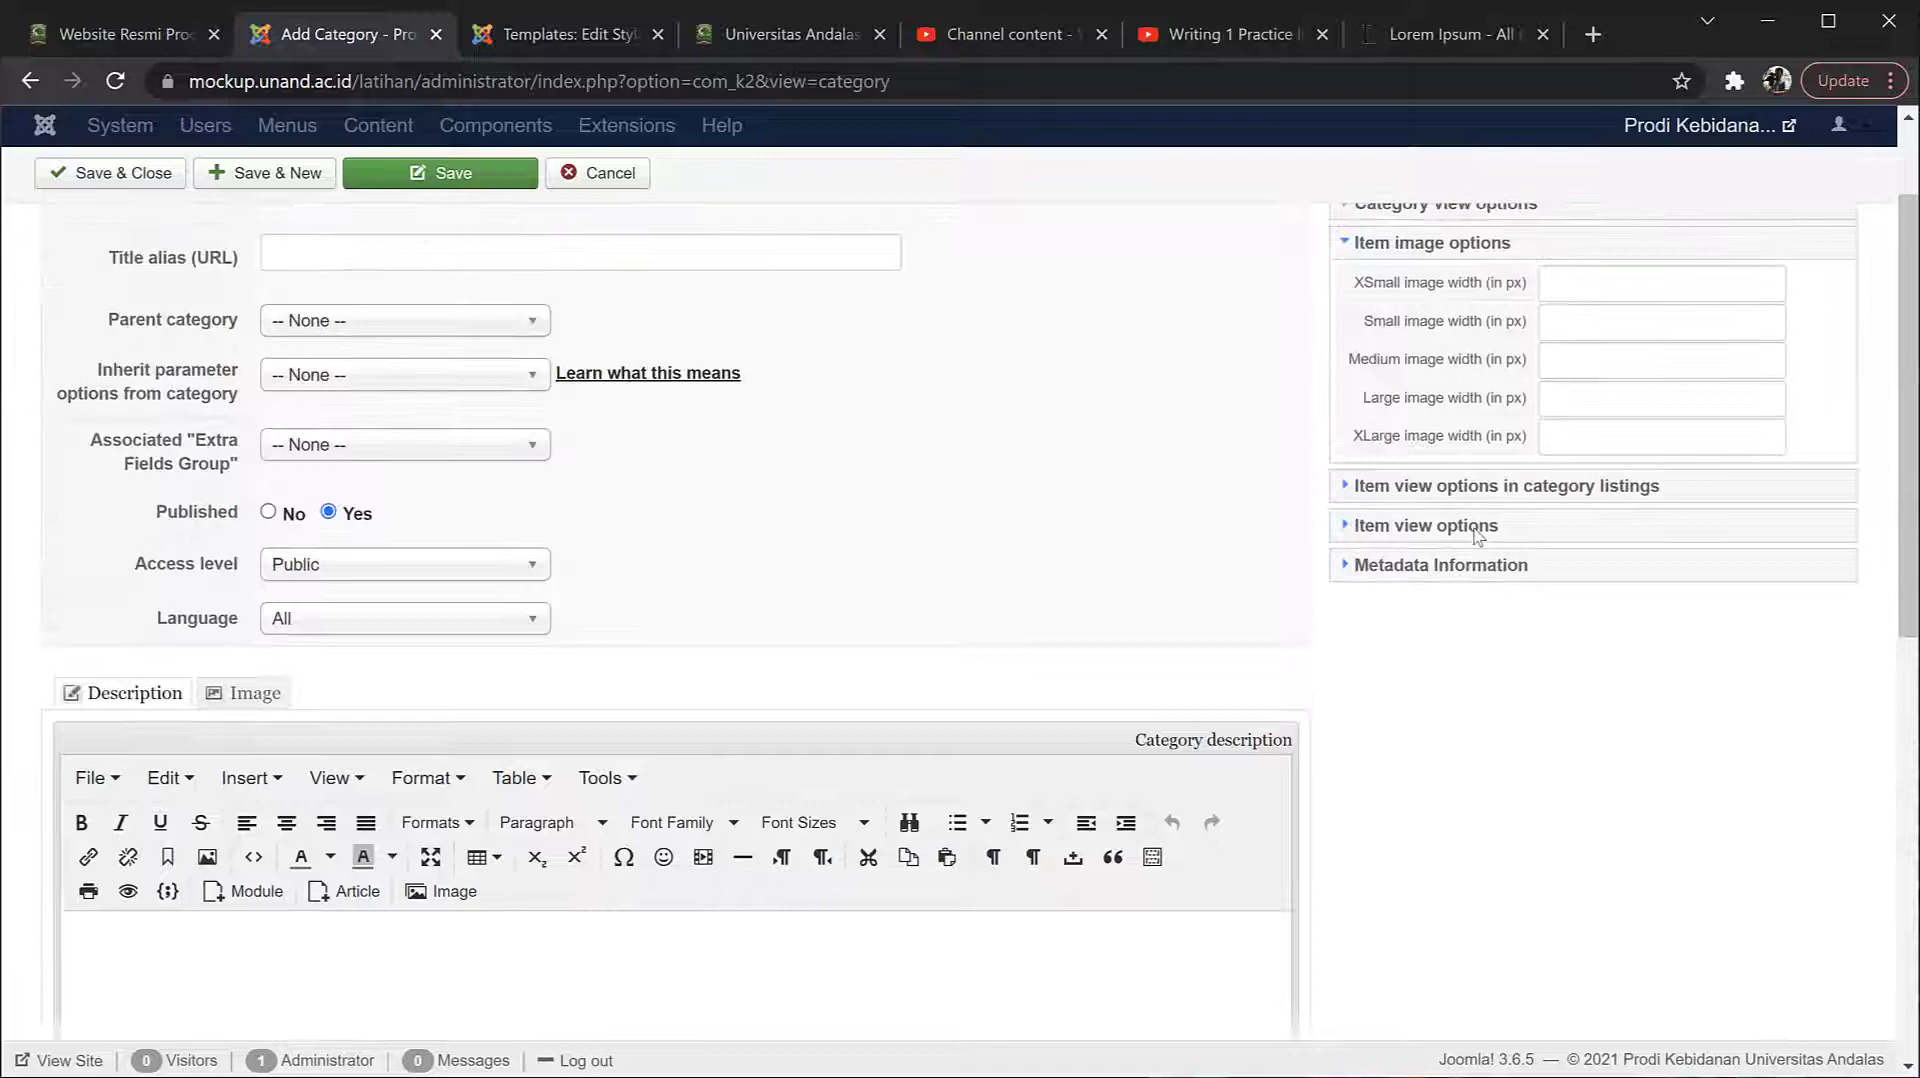 Website Resmi Proc
Add Category - Pro
Templates: Edit Styl
Universitas Andalas
Channel content -
Writing 1 Practice
Lorem Ipsum - All
mockup.unand.ac.id/latihan/administrator/index.php?option=com_k2&view=category
Update
System Users Menus Content Components Extensions Help
Prodi Kebidana...
Save & Close
Save & New
Save
Cancel
Title alias (URL)
Parent category
-- None --
Inherit parameter
options from category
-- None --
Learn what this means
Associated "Extra
Fields Group"
-- None --
Published
No Yes
Access level
Public
Language
All
Category view options
Item image options
XSmall image width (in px)
Small image width (in px)
Medium image width (in px)
Large image width (in px)
XLarge image width (in px)
Item view options in category listings
Item view options
Metadata Information
Description Image
Category description
File Edit Insert View Format Table Tools
Formats Paragraph Font Family Font Sizes
Module Article Image
View Site 0 Visitors 1 Administrator 0 Messages Log out
Joomla! 3.6.5 — © 2021 Prodi Kebidanan Universitas Andalas